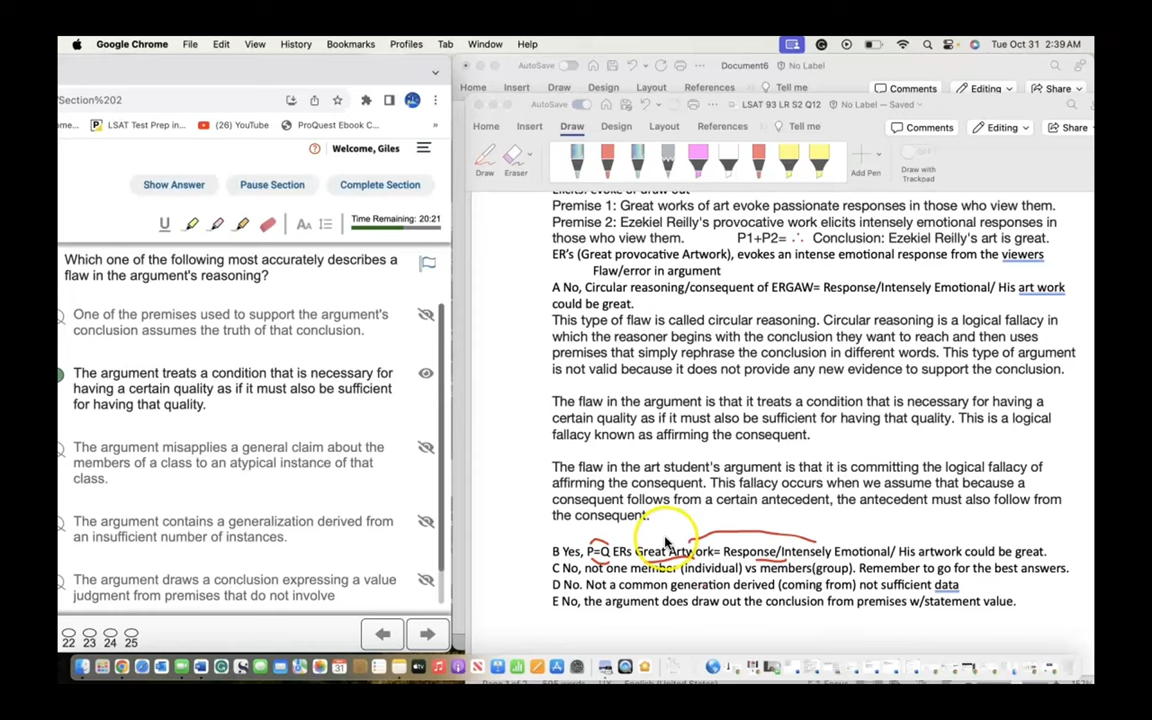 Google Chrome File Edit View History Bookmarks Profiles Tab Window Help Tue Oct 31 2:39 AM
/Section%202
ome... LSAT Test Prep in... (26) YouTube ProQuest Ebook C...
Welcome, Giles
Show Answer Pause Section Complete Section
Time Remaining: 20:21
Which one of the following most accurately describes a
flaw in the argument's reasoning?
One of the premises used to support the argument's
conclusion assumes the truth of that conclusion.
The argument treats a condition that is necessary for
having a certain quality as if it must also be sufficient
for having that quality.
The argument misapplies a general claim about the
members of a class to an atypical instance of that
class.
The argument contains a generalization derived from
an insufficient number of instances.
The argument draws a conclusion expressing a value
judgment from premises that do not involve
22 23 24 25
AutoSave Document6 No Label
Home Insert Draw Design Layout References Tell me
Comments Editing Share
AutoSave LSAT 93 LR S2 Q12 No Label — Saved
Home Insert Draw Design Layout References Tell me
Comments Editing Share
Draw Eraser Add Pen Draw with
Trackpad
OFF
Elicits: evoke or draw out
Premise 1: Great works of art evoke passionate responses in those who view them.
Premise 2: Ezekiel Reilly's provocative work elicits intensely emotional responses in
those who view them. P1+P2= ∴ Conclusion: Ezekiel Reilly's art is great.
ER's (Great provocative Artwork), evokes an intense emotional response from the viewers
Flaw/error in argument
A No, Circular reasoning/consequent of ERGAW= Response/Intensely Emotional/ His art work
could be great.
This type of flaw is called circular reasoning. Circular reasoning is a logical fallacy in
which the reasoner begins with the conclusion they want to reach and then uses
premises that simply rephrase the conclusion in different words. This type of argument
is not valid because it does not provide any new evidence to support the conclusion.
The flaw in the argument is that it treats a condition that is necessary for having a
certain quality as if it must also be sufficient for having that quality. This is a logical
fallacy known as affirming the consequent.
The flaw in the art student's argument is that it is committing the logical fallacy of
affirming the consequent. This fallacy occurs when we assume that because a
consequent follows from a certain antecedent, the antecedent must also follow from
the consequent.
B Yes, P=Q ERs Great Artwork= Response/Intensely Emotional/ His artwork could be great.
C No, not one member (individual) vs members(group). Remember to go for the best answers.
D No. Not a common generation derived (coming from) not sufficient data
E No, the argument does draw out the conclusion from premises w/statement value.